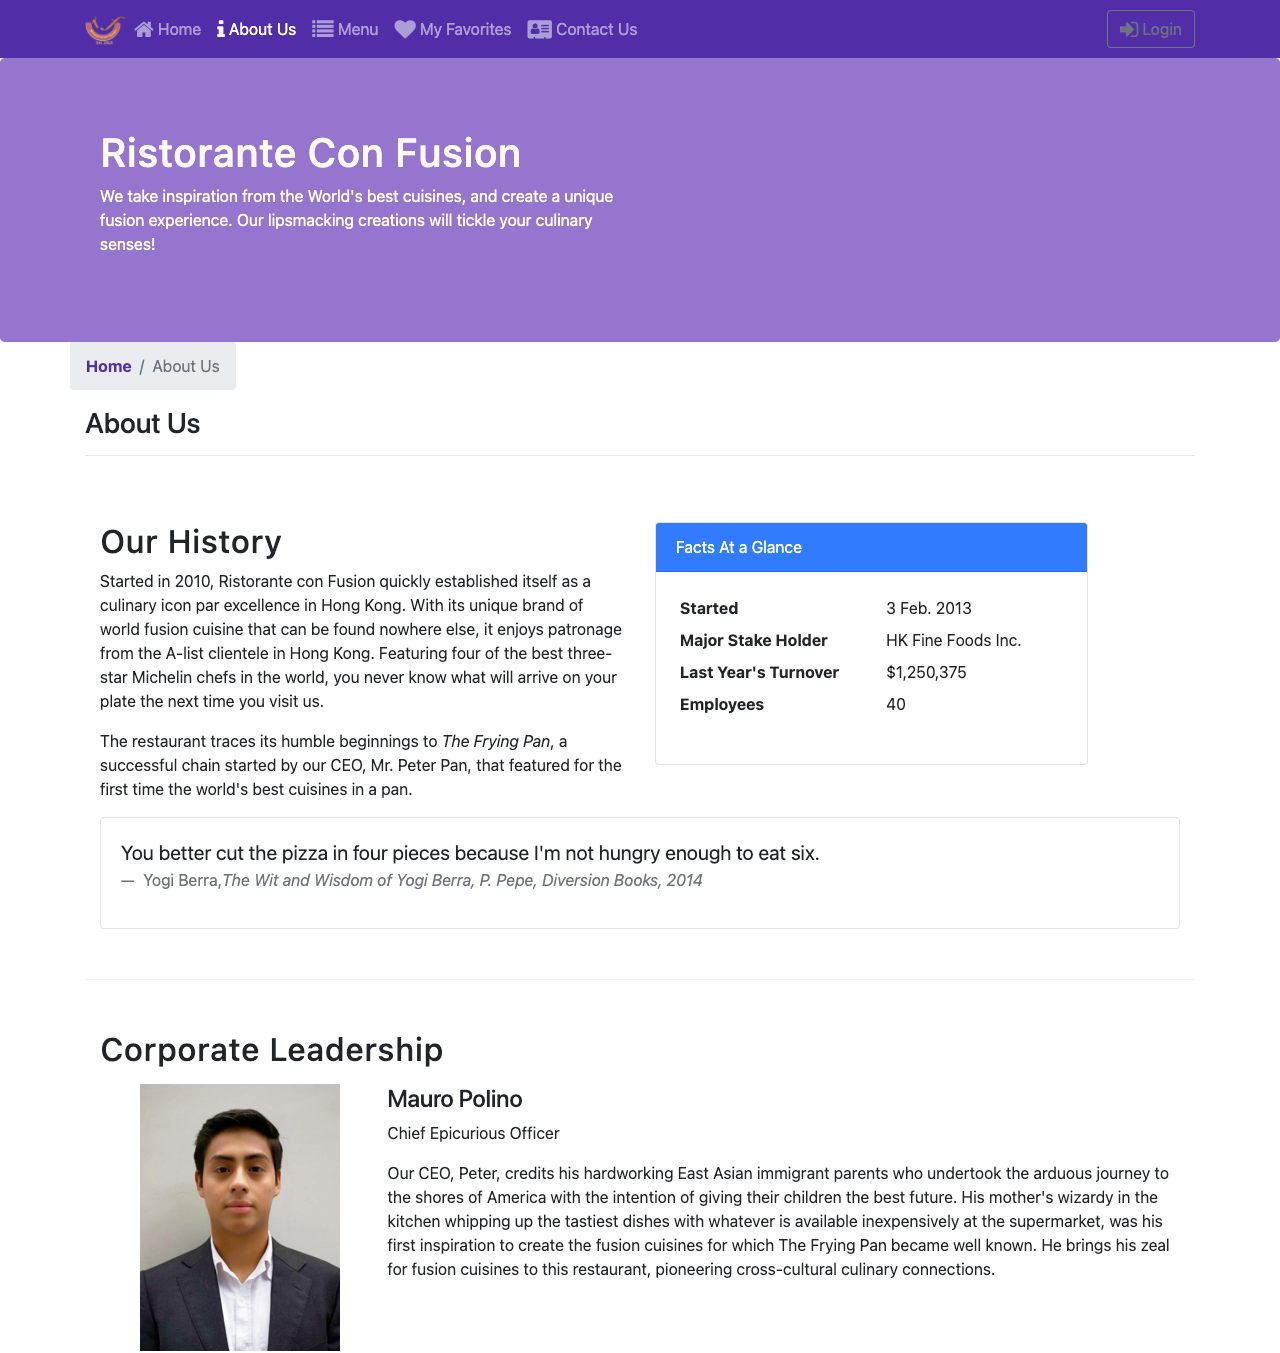 Home About Us Menu My Favorites Contact Us Login
Ristorante Con Fusion
We take inspiration from the World's best cuisines, and create a unique
fusion experience. Our lipsmacking creations will tickle your culinary
senses!
Home / About Us
About Us
Our History
Started in 2010, Ristorante con Fusion quickly established itself as a
culinary icon par excellence in Hong Kong. With its unique brand of
world fusion cuisine that can be found nowhere else, it enjoys patronage
from the A-list clientele in Hong Kong. Featuring four of the best three-
star Michelin chefs in the world, you never know what will arrive on your
plate the next time you visit us.
The restaurant traces its humble beginnings to The Frying Pan, a
successful chain started by our CEO, Mr. Peter Pan, that featured for the
first time the world's best cuisines in a pan.
Facts At a Glance
Started 3 Feb. 2013
Major Stake Holder HK Fine Foods Inc.
Last Year's Turnover $1,250,375
Employees 40
You better cut the pizza in four pieces because I'm not hungry enough to eat six.
— Yogi Berra,The Wit and Wisdom of Yogi Berra, P. Pepe, Diversion Books, 2014
Corporate Leadership
Mauro Polino
Chief Epicurious Officer
Our CEO, Peter, credits his hardworking East Asian immigrant parents who undertook the arduous journey to
the shores of America with the intention of giving their children the best future. His mother's wizardy in the
kitchen whipping up the tastiest dishes with whatever is available inexpensively at the supermarket, was his
first inspiration to create the fusion cuisines for which The Frying Pan became well known. He brings his zeal
for fusion cuisines to this restaurant, pioneering cross-cultural culinary connections.